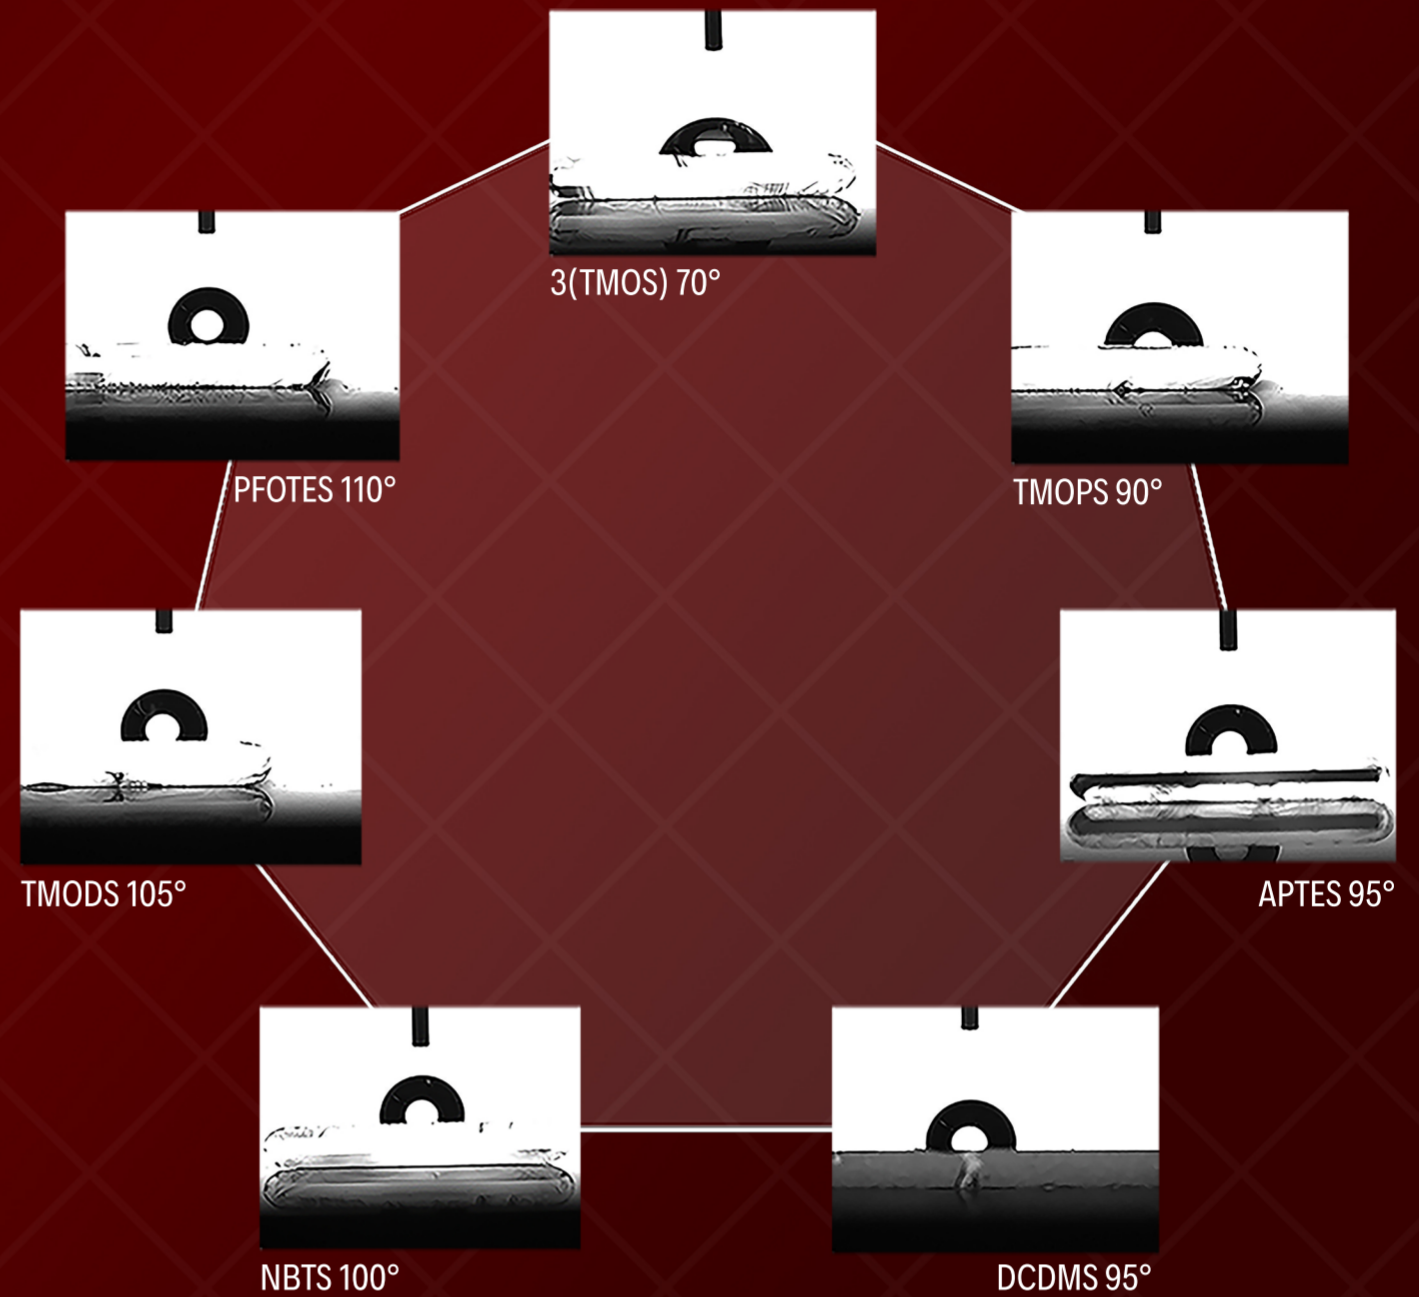 3(TMOS) 70°
PFOTES 110°
TMOPS 90°
TMODS 105°
APTES 95°
NBTS 100°
DCDMS 95°